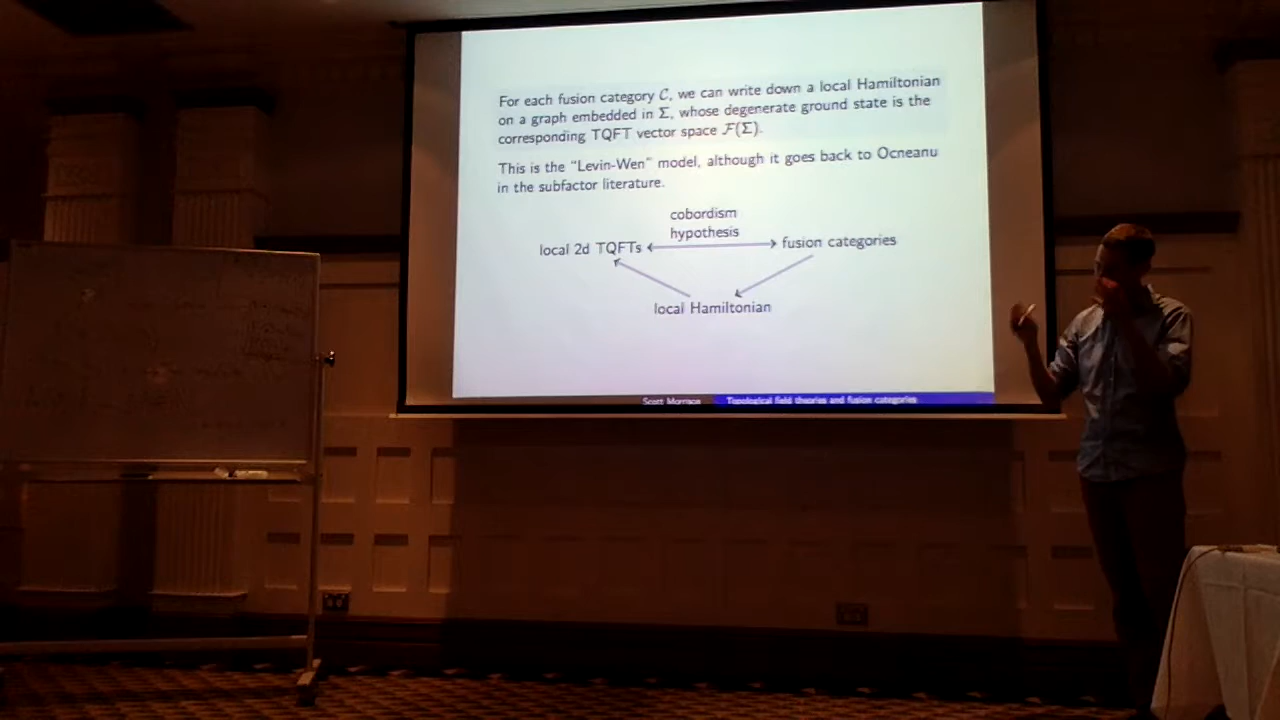 For each fusion category C, we can write down a local Hamiltonian
on a graph embedded in Σ, whose degenerate ground state is the
corresponding TQFT vector space F(Σ).
This is the "Levin-Wen" model, although it goes back to Ocneanu
in the subfactor literature.
cobordism
hypothesis
local 2d TQFTs
fusion categories
local Hamiltonian
Scott Morrison
Topological field theories and fusion categories